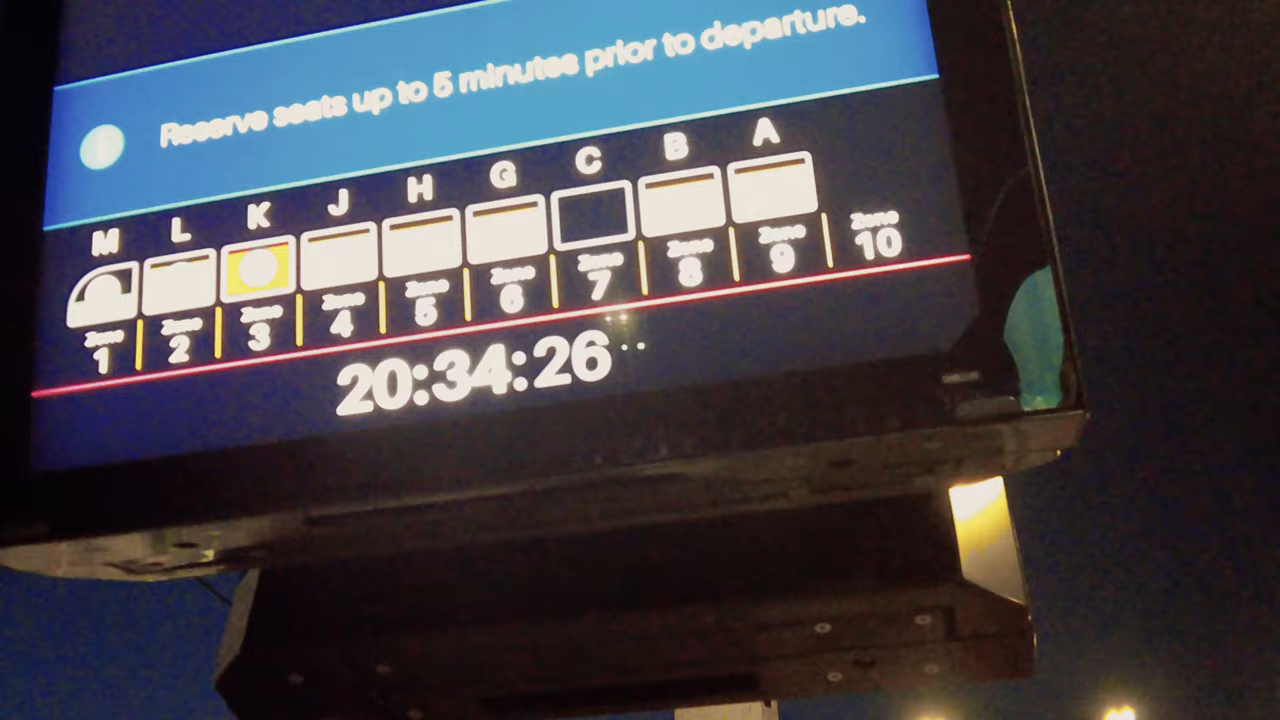 Reserve seats up to 5 minutes prior to departure.
M L K J H G C B A
Zone 1 Zone 2 Zone 3 Zone 4 Zone 5 Zone 6 Zone 7 Zone 8 Zone 9 Zone 10
20:34:26